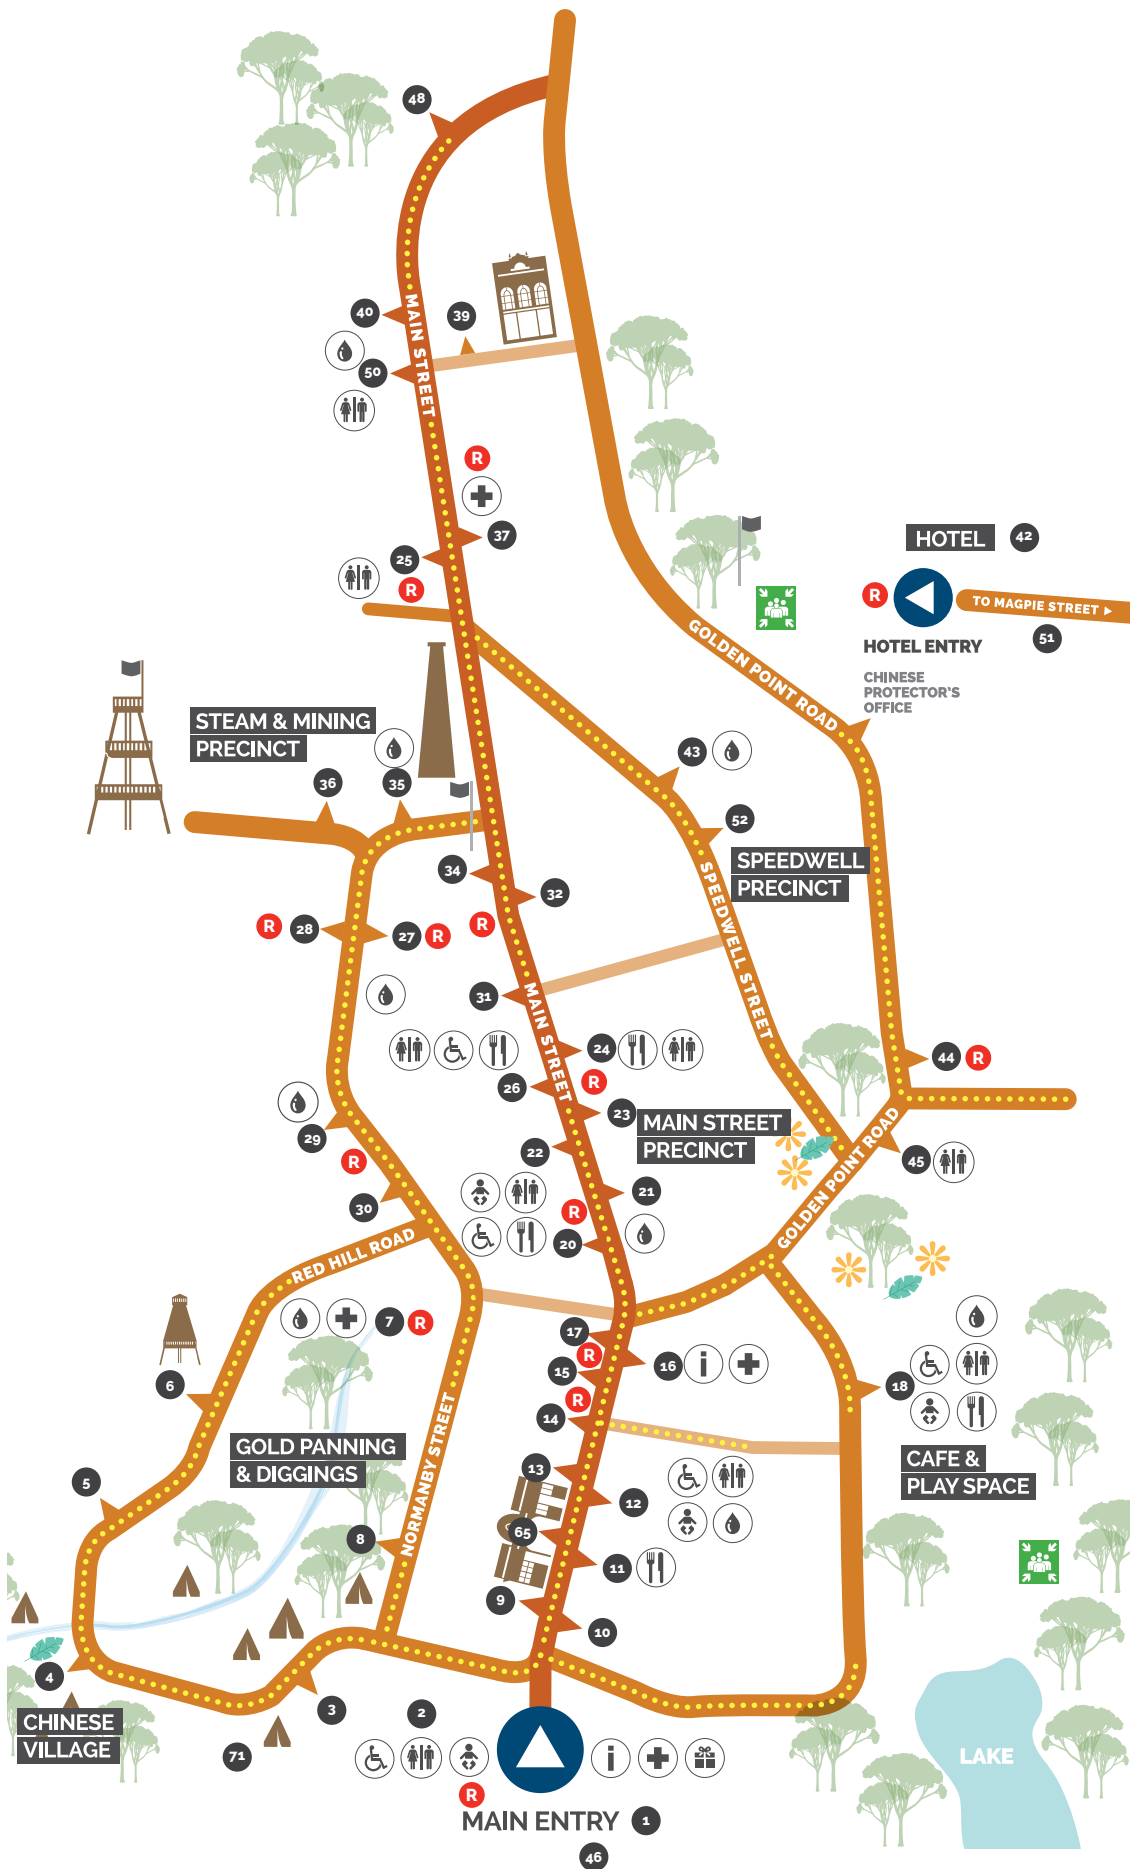 48
40
MAIN STREET
39
50
R
37
25
R
HOTEL
42
R
TO MAGPIE STREET ►
51
HOTEL ENTRY
CHINESE
PROTECTOR'S
OFFICE
GOLDEN POINT ROAD
STEAM & MINING
PRECINCT
43
36
35
52
SPEEDWELL
PRECINCT
SPEEDWELL STREET
34
32
R
28
27
R
R
31
MAIN STREET
24
26
R
23
44
R
MAIN STREET
PRECINCT
29
22
45
R
30
21
R
20
GOLDEN POINT ROAD
RED HILL ROAD
7
R
17
R
16
i
15
R
6
18
14
GOLD PANNING
& DIGGINGS
NORMANBY STREET
CAFE &
PLAY SPACE
13
5
12
65
8
11
9
10
4
CHINESE
VILLAGE
3
2
71
i
LAKE
R
MAIN ENTRY
1
46